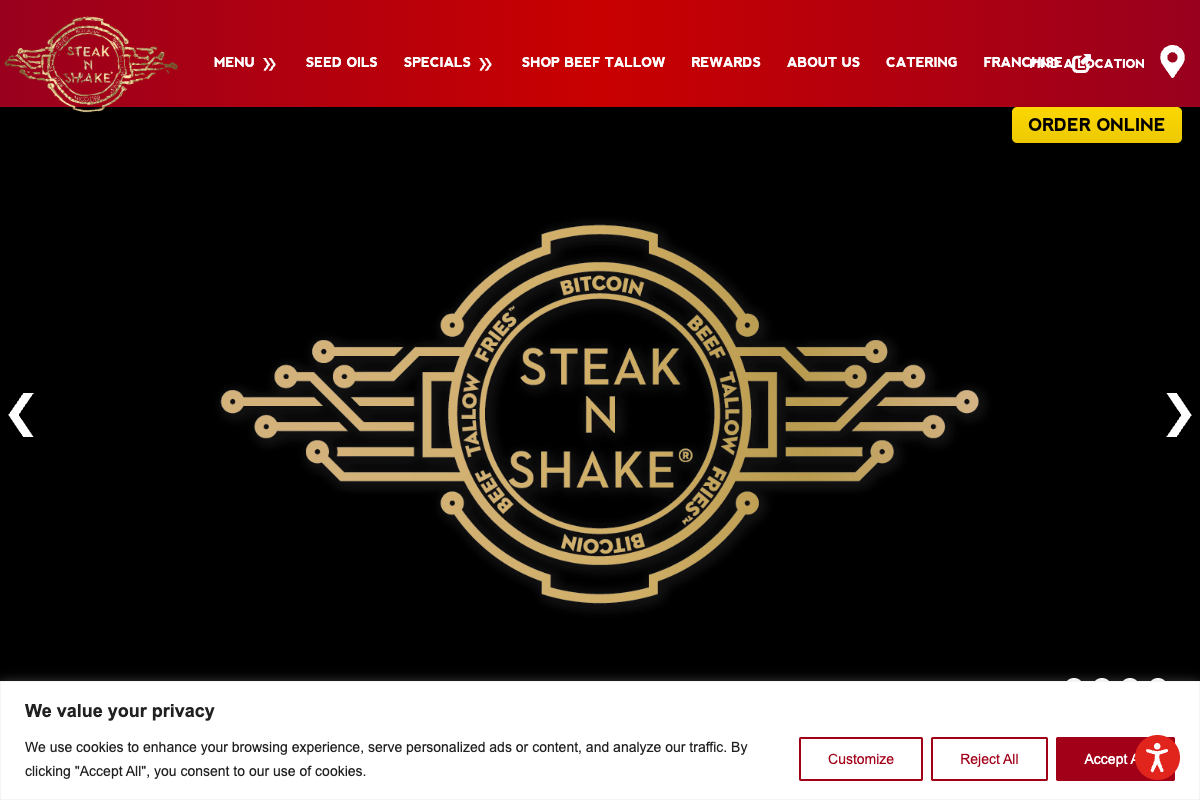 STEAK
N
SHAKE
MENU
SEED OILS
SPECIALS
SHOP BEEF TALLOW
REWARDS
ABOUT US
CATERING
FRANCHISE
FIND A LOCATION
ORDER ONLINE
BITCOIN
BEEF TALLOW FRIES™
STEAK
N
SHAKE®
BEEF TALLOW FRIES™
BITCOIN
We value your privacy
We use cookies to enhance your browsing experience, serve personalized ads or content, and analyze our traffic. By
clicking "Accept All", you consent to our use of cookies.
Customize
Reject All
Accept